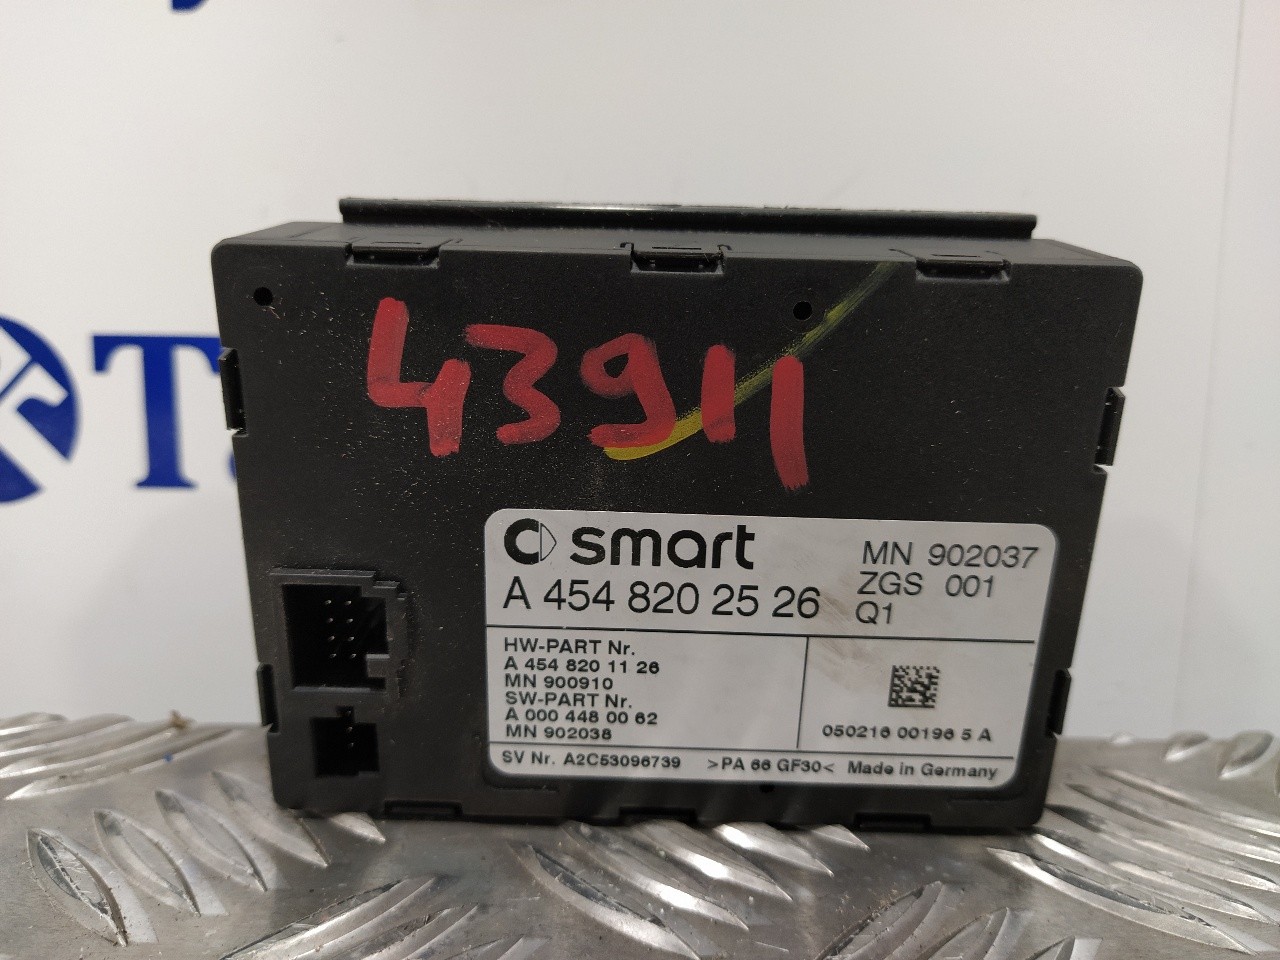 43911
smart
A 454 820 25 26
MN 902037
ZGS 001
Q1
HW-PART Nr.
A 454 820 11 26
MN 900910
SW-PART Nr.
A 000 448 00 62
MN 902038
050216 00196 5 A
SV Nr. A2C53096739 >PA 66 GF30< Made in Germany